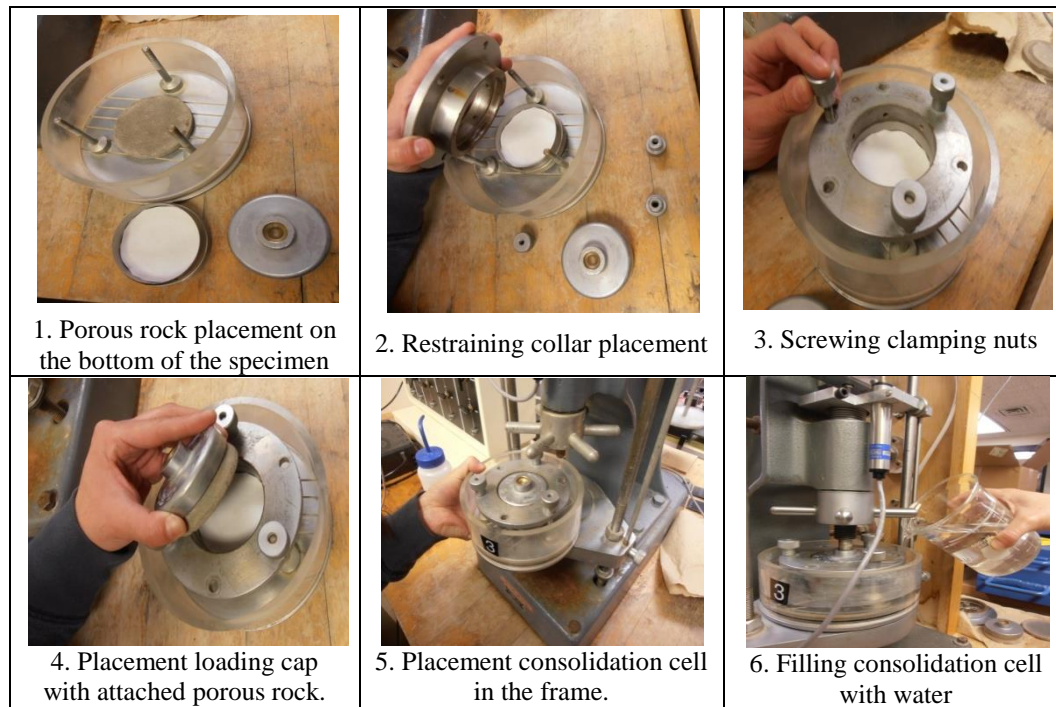 1. Porous rock placement on
the bottom of the specimen
2. Restraining collar placement
3. Screwing clamping nuts
4. Placement loading cap
with attached porous rock.
3
5. Placement consolidation cell
in the frame.
3
6. Filling consolidation cell
with water